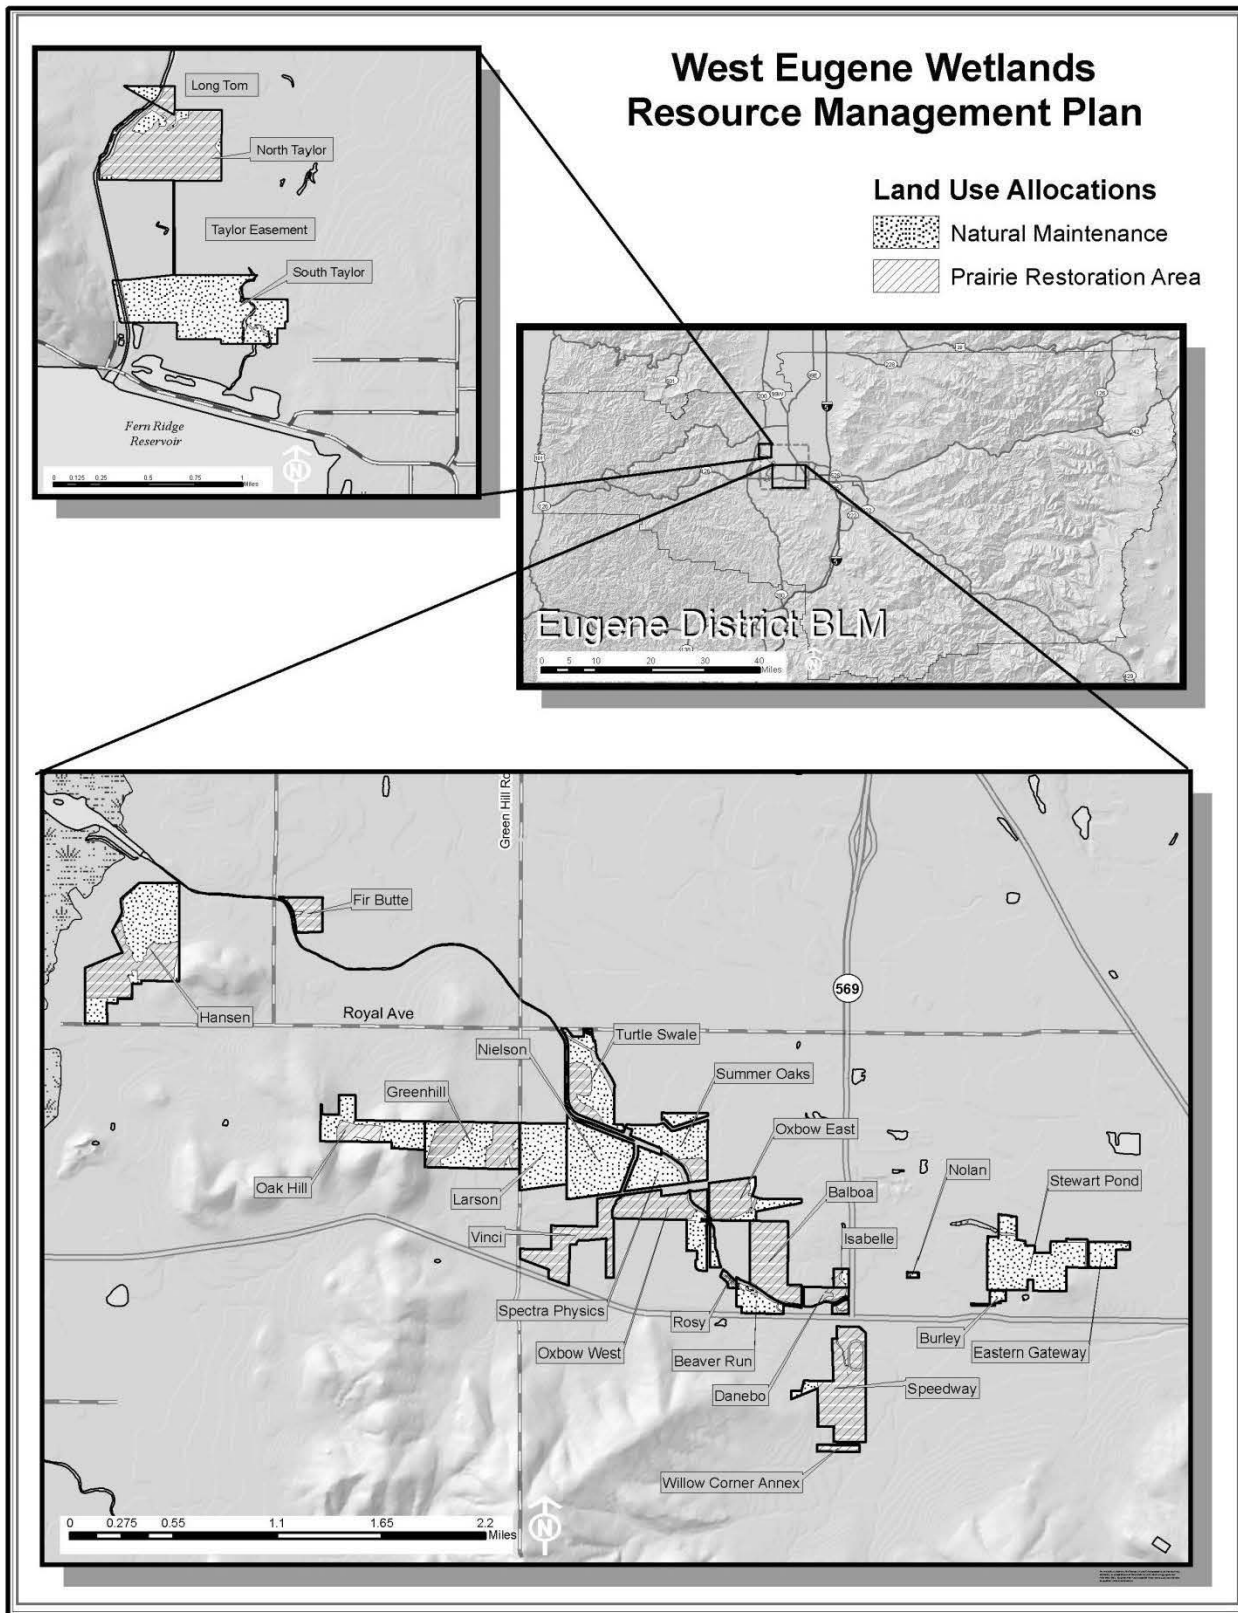 West Eugene Wetlands
Resource Management Plan
Land Use Allocations
Natural Maintenance
Prairie Restoration Area
Long Tom
North Taylor
Taylor Easement
South Taylor
Fern Ridge
Reservoir
0 0.125 0.25 0.5 0.75 1
Miles
N
Eugene District BLM
0 5 10 20 30 40
Miles
Green Hill Rd
Fir Butte
569
Hansen
Royal Ave
Turtle Swale
Nielson
Summer Oaks
Greenhill
Oxbow East
Nolan
Stewart Pond
Oak Hill
Larson
Balboa
Vinci
Isabelle
Spectra Physics
Rosy
Burley
Oxbow West
Beaver Run
Eastern Gateway
Danebo
Speedway
Willow Corner Annex
0 0.275 0.55 1.1 1.65 2.2
Miles
N